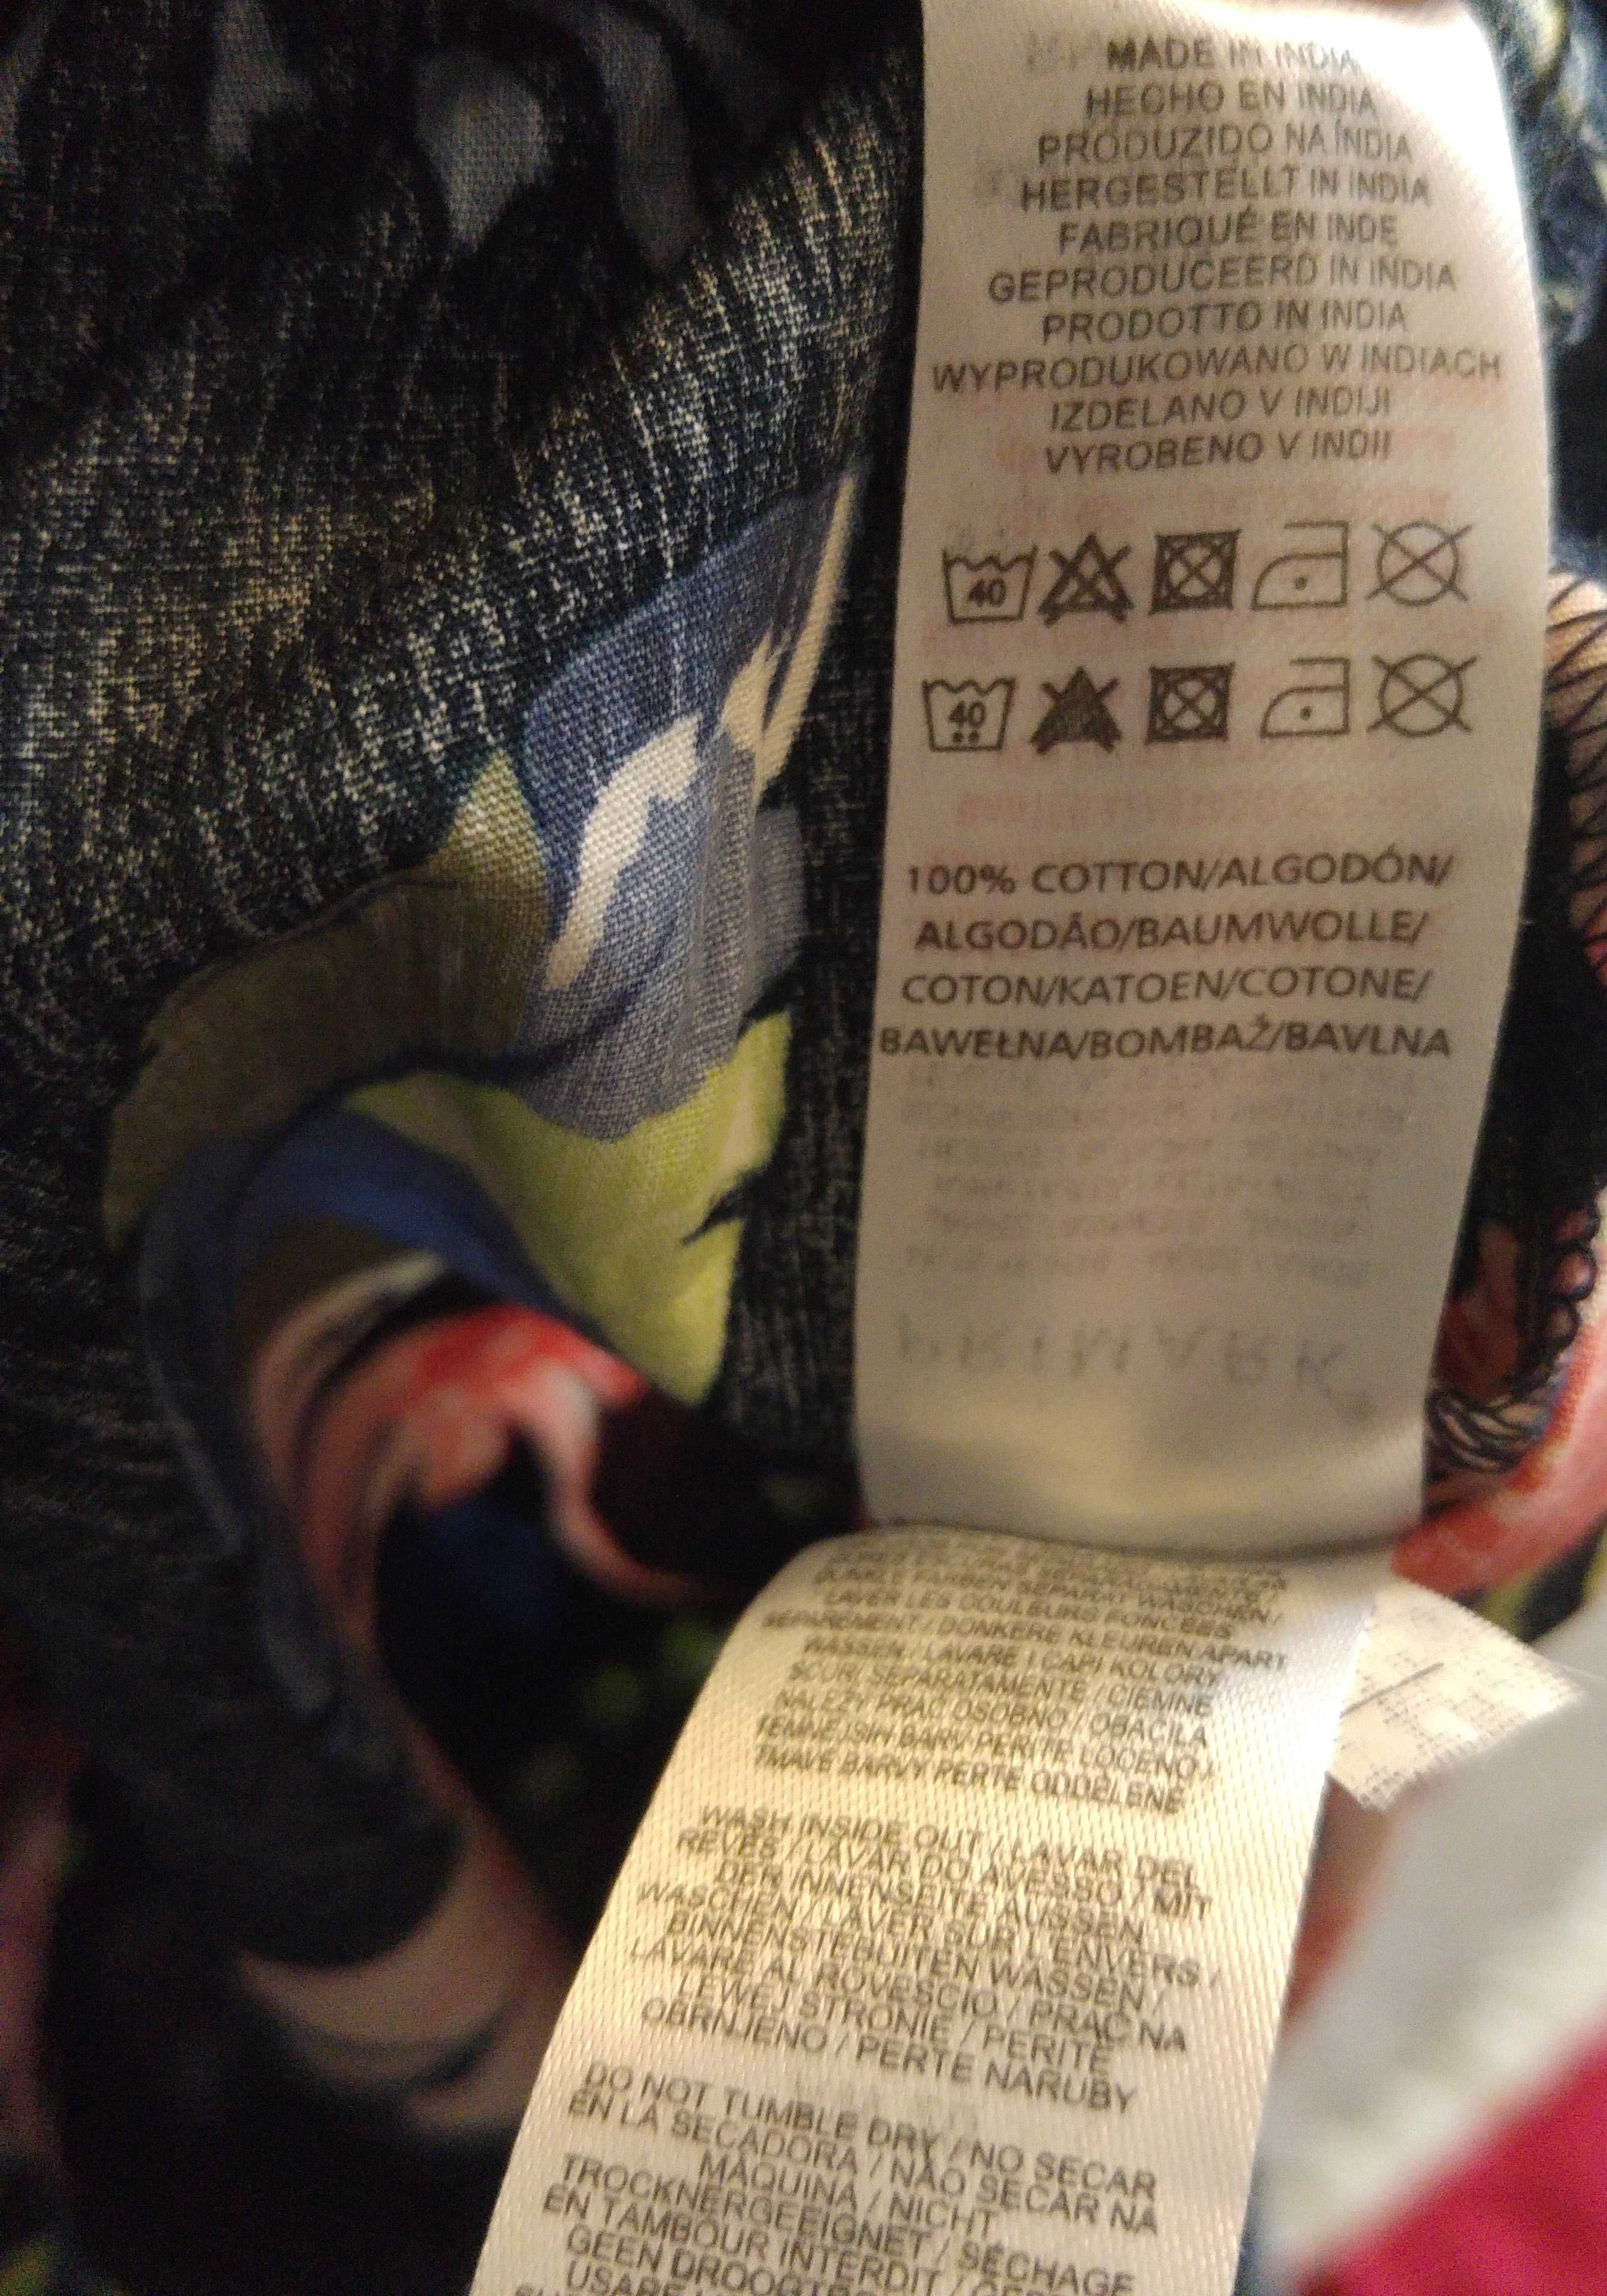 MADE IN INDIA
HECHO EN INDIA
PRODUZIDO NA ÍNDIA
HERGESTELLT IN INDIA
FABRIQUÉ EN INDE
GEPRODUCEERD IN INDIA
PRODOTTO IN INDIA
WYPRODUKOWANO W INDIACH
IZDELANO V INDIJI
VYROBENO V INDII
40
40
100% COTTON/ALGODÓN/
ALGODÃO/BAUMWOLLE/
COTON/KATOEN/COTONE/
BAWEŁNA/BOMBAŽ/BAVLNA
DUNKLE FARBEN SEPARAT WASCHEN /
LAVER LES COULEURS FONCÉES
SÉPARÉMENT / DONKERE KLEUREN APART
WASSEN / LAVARE I CAPI KOLORY
SCURI SEPARATAMENTE / CIEMNE
NALEŻY PRAĆ OSOBNO / OBAČILA
TEMNEJŠIH BARV PERITE LOČENO /
TMAVÉ BARVY PERTE ODDĚLENĚ
WASH INSIDE OUT / LAVAR DEL
REVÉS / LAVAR DO AVESSO / MIT
DER INNENSEITE AUSSEN
WASCHEN / LAVER SUR L'ENVERS /
BINNENSTEBUITEN WASSEN /
LAVARE AL ROVESCIO / PRAĆ NA
LEWEJ STRONIE / PERITE
OBRNJENO / PERTE NARUBY
DO NOT TUMBLE DRY / NO SECAR
EN LA SECADORA / NÃO SECAR NA
MÁQUINA / NICHT
TROCKNERGEEIGNET / SÉCHAGE
EN TAMBOUR INTERDIT /
GEEN